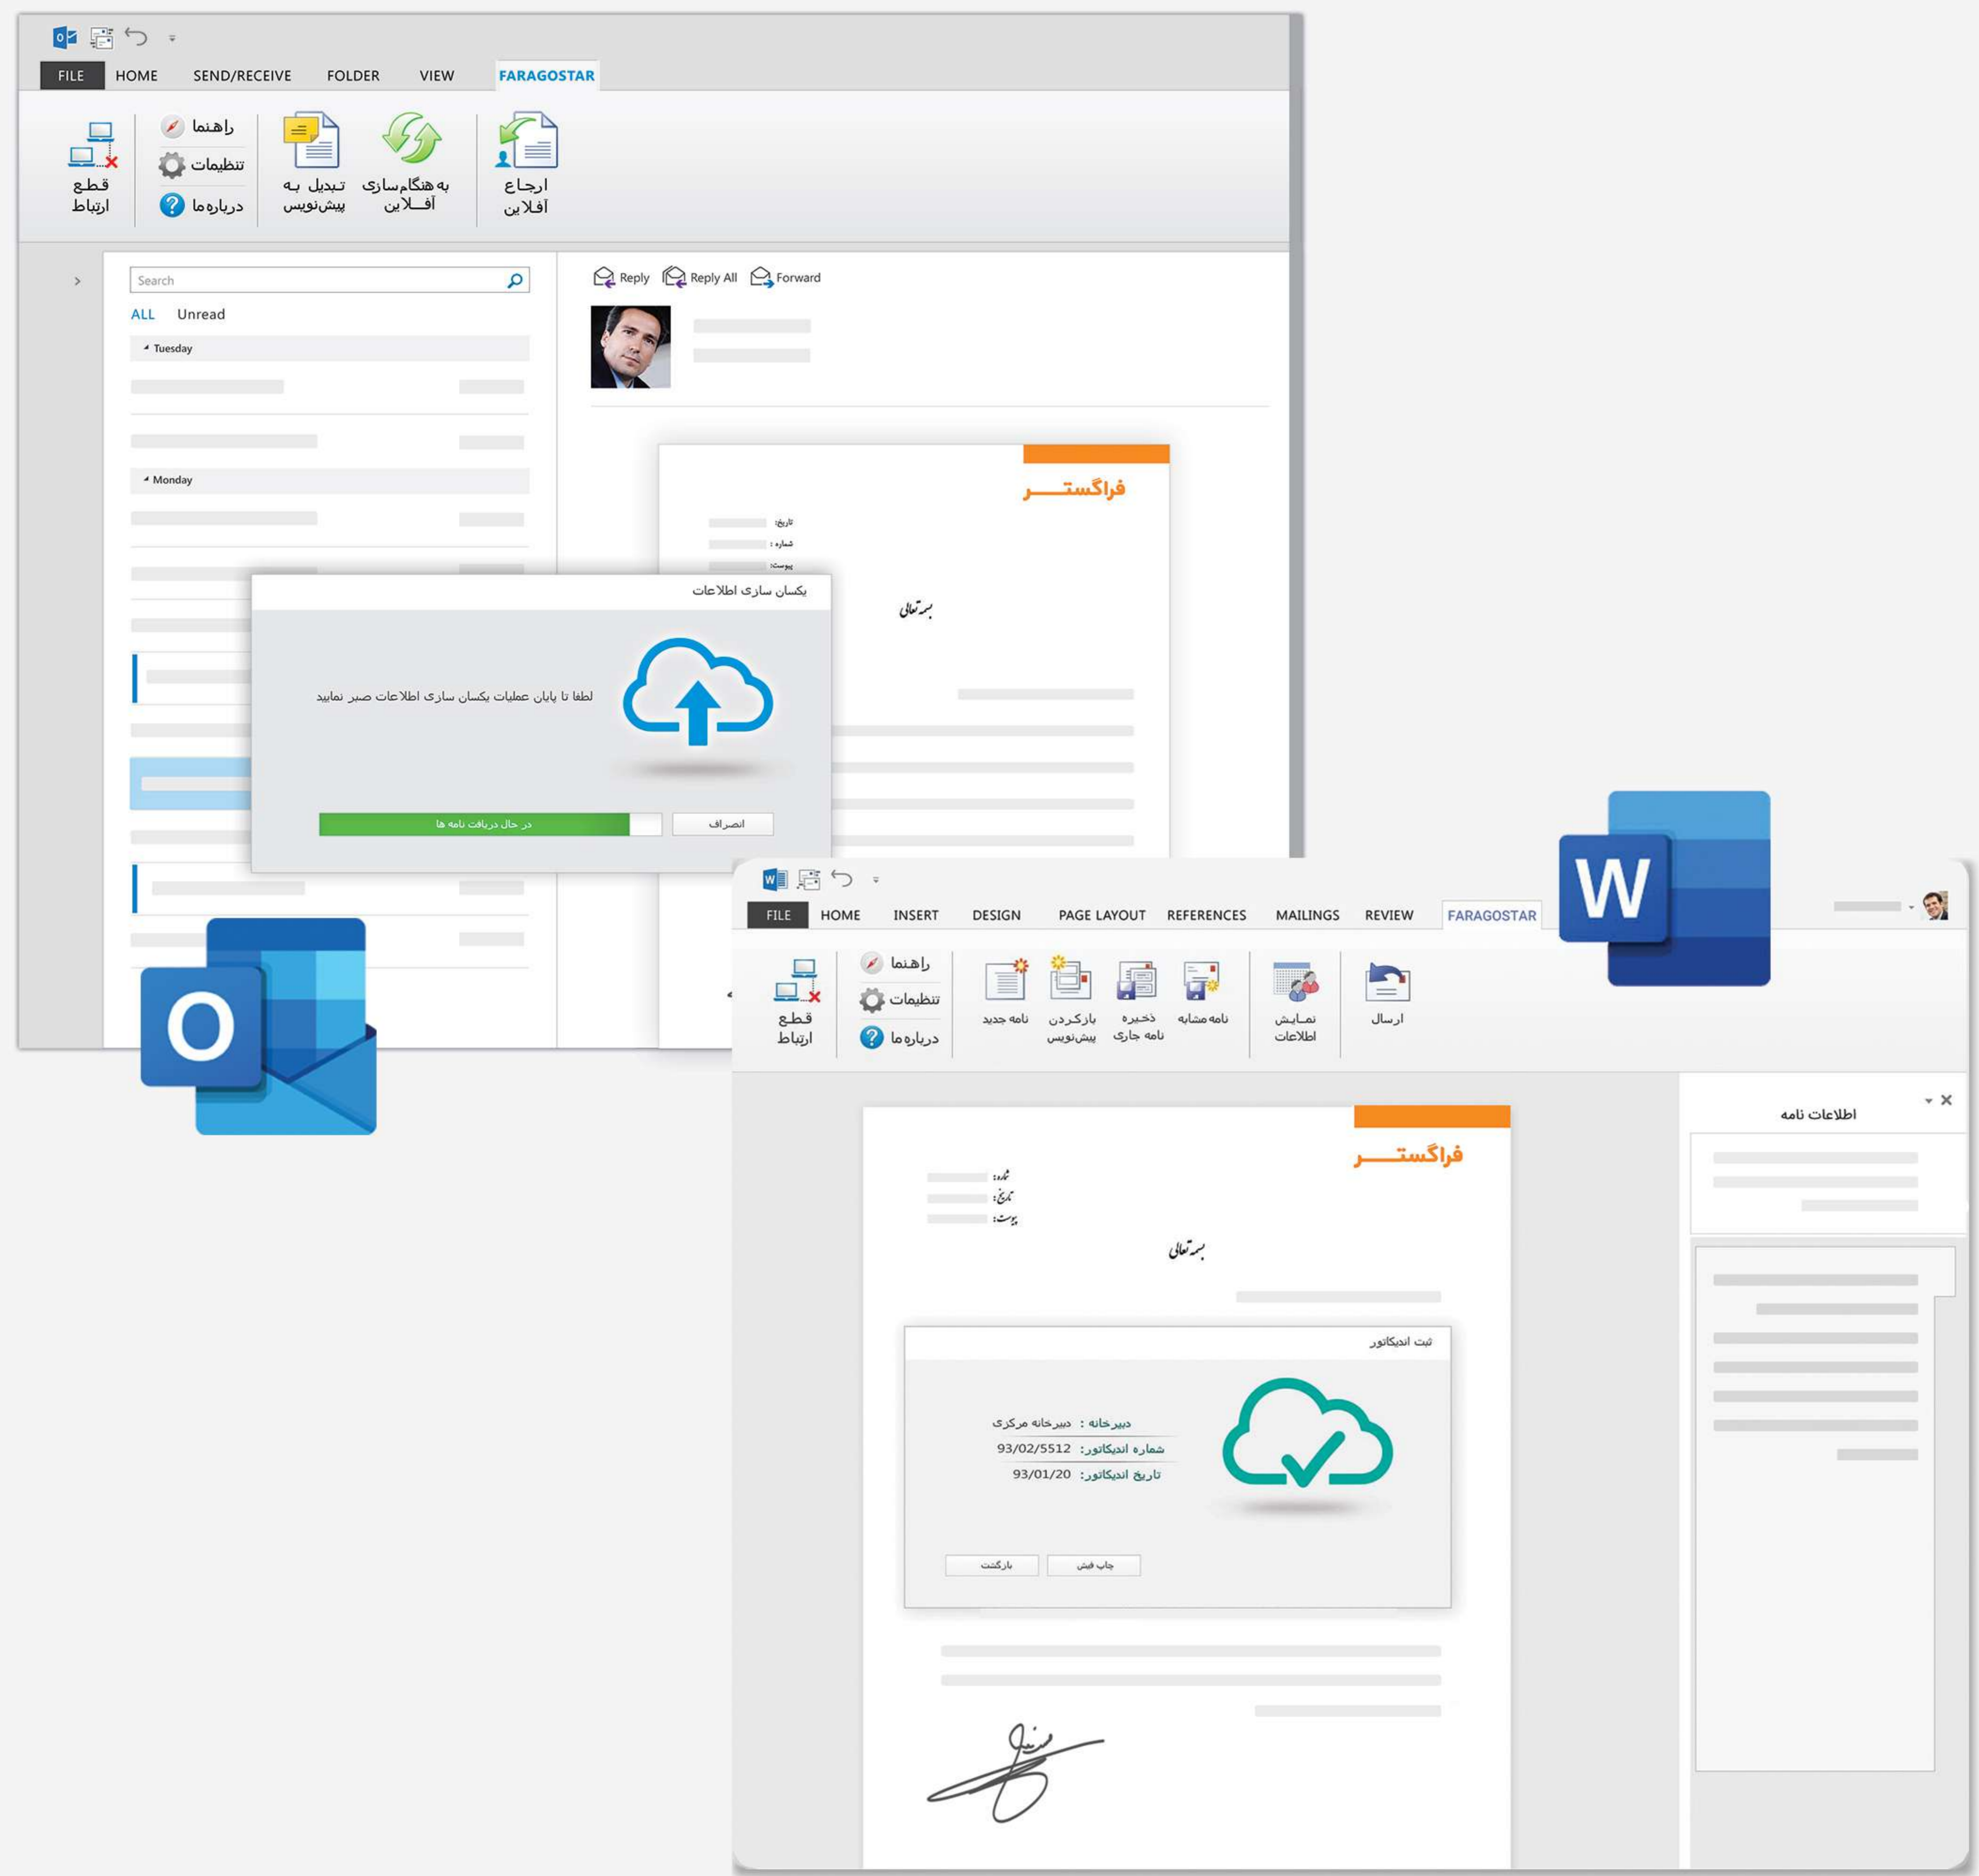 FILE HOME SEND/RECEIVE FOLDER VIEW FARAGOSTAR
قطع
ارتباط
راهنما
تنظیمات
درباره ما
تبدیل به
پیش‌نویس
به هنگام‌سازی
آفلاین
ارجاع
آفلاین
Search
ALL Unread
Tuesday
Monday
Reply Reply All Forward
فراگستر
تاریخ:
شماره :
پیوست:
بسمه تعالی
یکسان سازی اطلاعات
لطفا تا پایان عملیات یکسان سازی اطلاعات صبر نمایید
در حال دریافت نامه ها
انصراف
O
W
FILE HOME INSERT DESIGN PAGE LAYOUT REFERENCES MAILINGS REVIEW FARAGOSTAR
قطع
ارتباط
راهنما
تنظیمات
درباره ما
نامه جدید
بازکردن
پیش‌نویس
ذخیره
نامه جاری
نامه مشابه
نمایش
اطلاعات
ارسال
اطلاعات نامه
فراگستر
شماره:
تاریخ:
پیوست:
بسمه تعالی
ثبت اندیکاتور
دبیرخانه : دبیرخانه مرکزی
شماره اندیکاتور: 93/02/5512
تاریخ اندیکاتور: 93/01/20
چاپ فیش
بازگشت